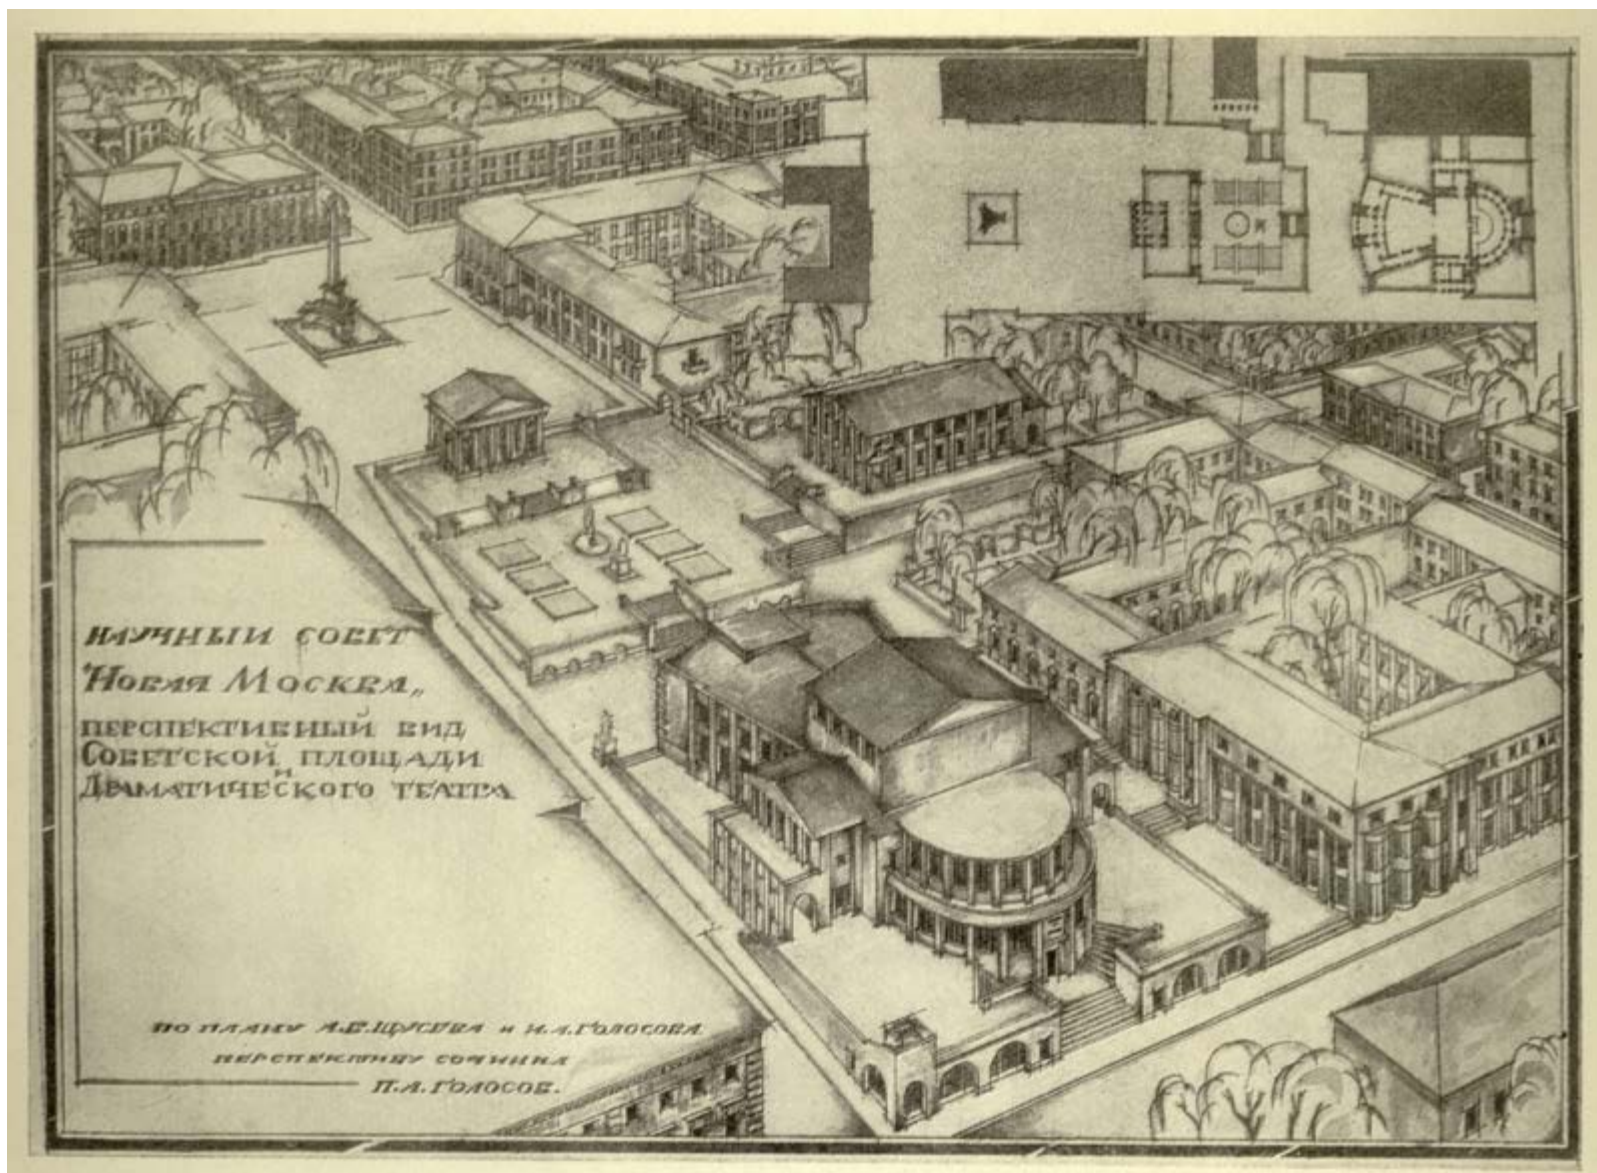 НАУЧНЫЙ СОВЕТ
"НОВАЯ МОСКВА„
ПЕРСПЕКТИВНЫЙ ВИД
СОВЕТСКОЙ ПЛОЩАДИ
И
ДРАМАТИЧЕСКОГО ТЕАТРА
ПО ПЛАНУ А.В.ЩУСЕВА И И.А.ГОЛОСОВА
ПЕРСПЕКТИВУ СОЧИНИЛ
П.А.ГОЛОСОВ.